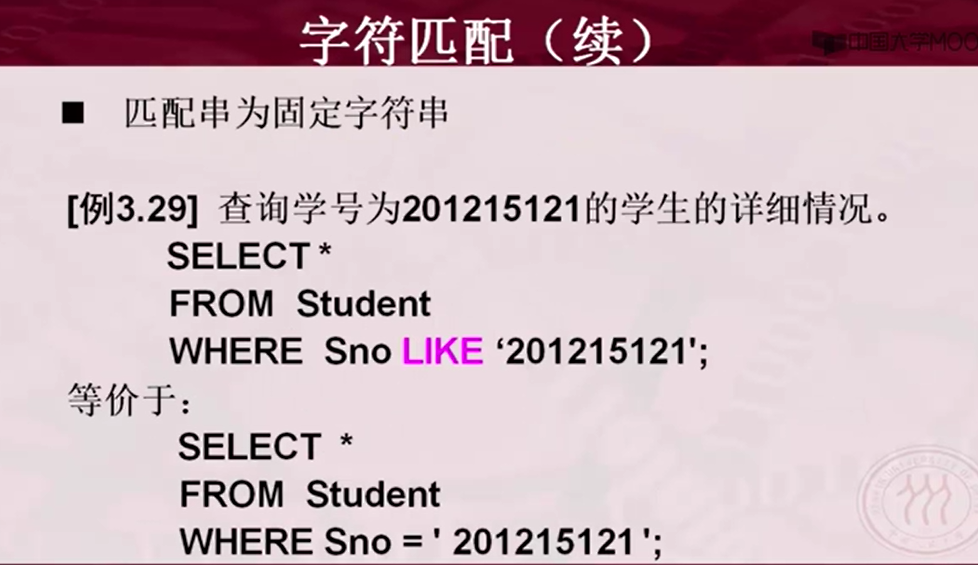 字符匹配（续）
中国大学MOOC
■ 匹配串为固定字符串
[例3.29] 查询学号为201215121的学生的详细情况。
SELECT *
FROM Student
WHERE Sno LIKE ‘201215121';
等价于：
SELECT *
FROM Student
WHERE Sno = ' 201215121 ';